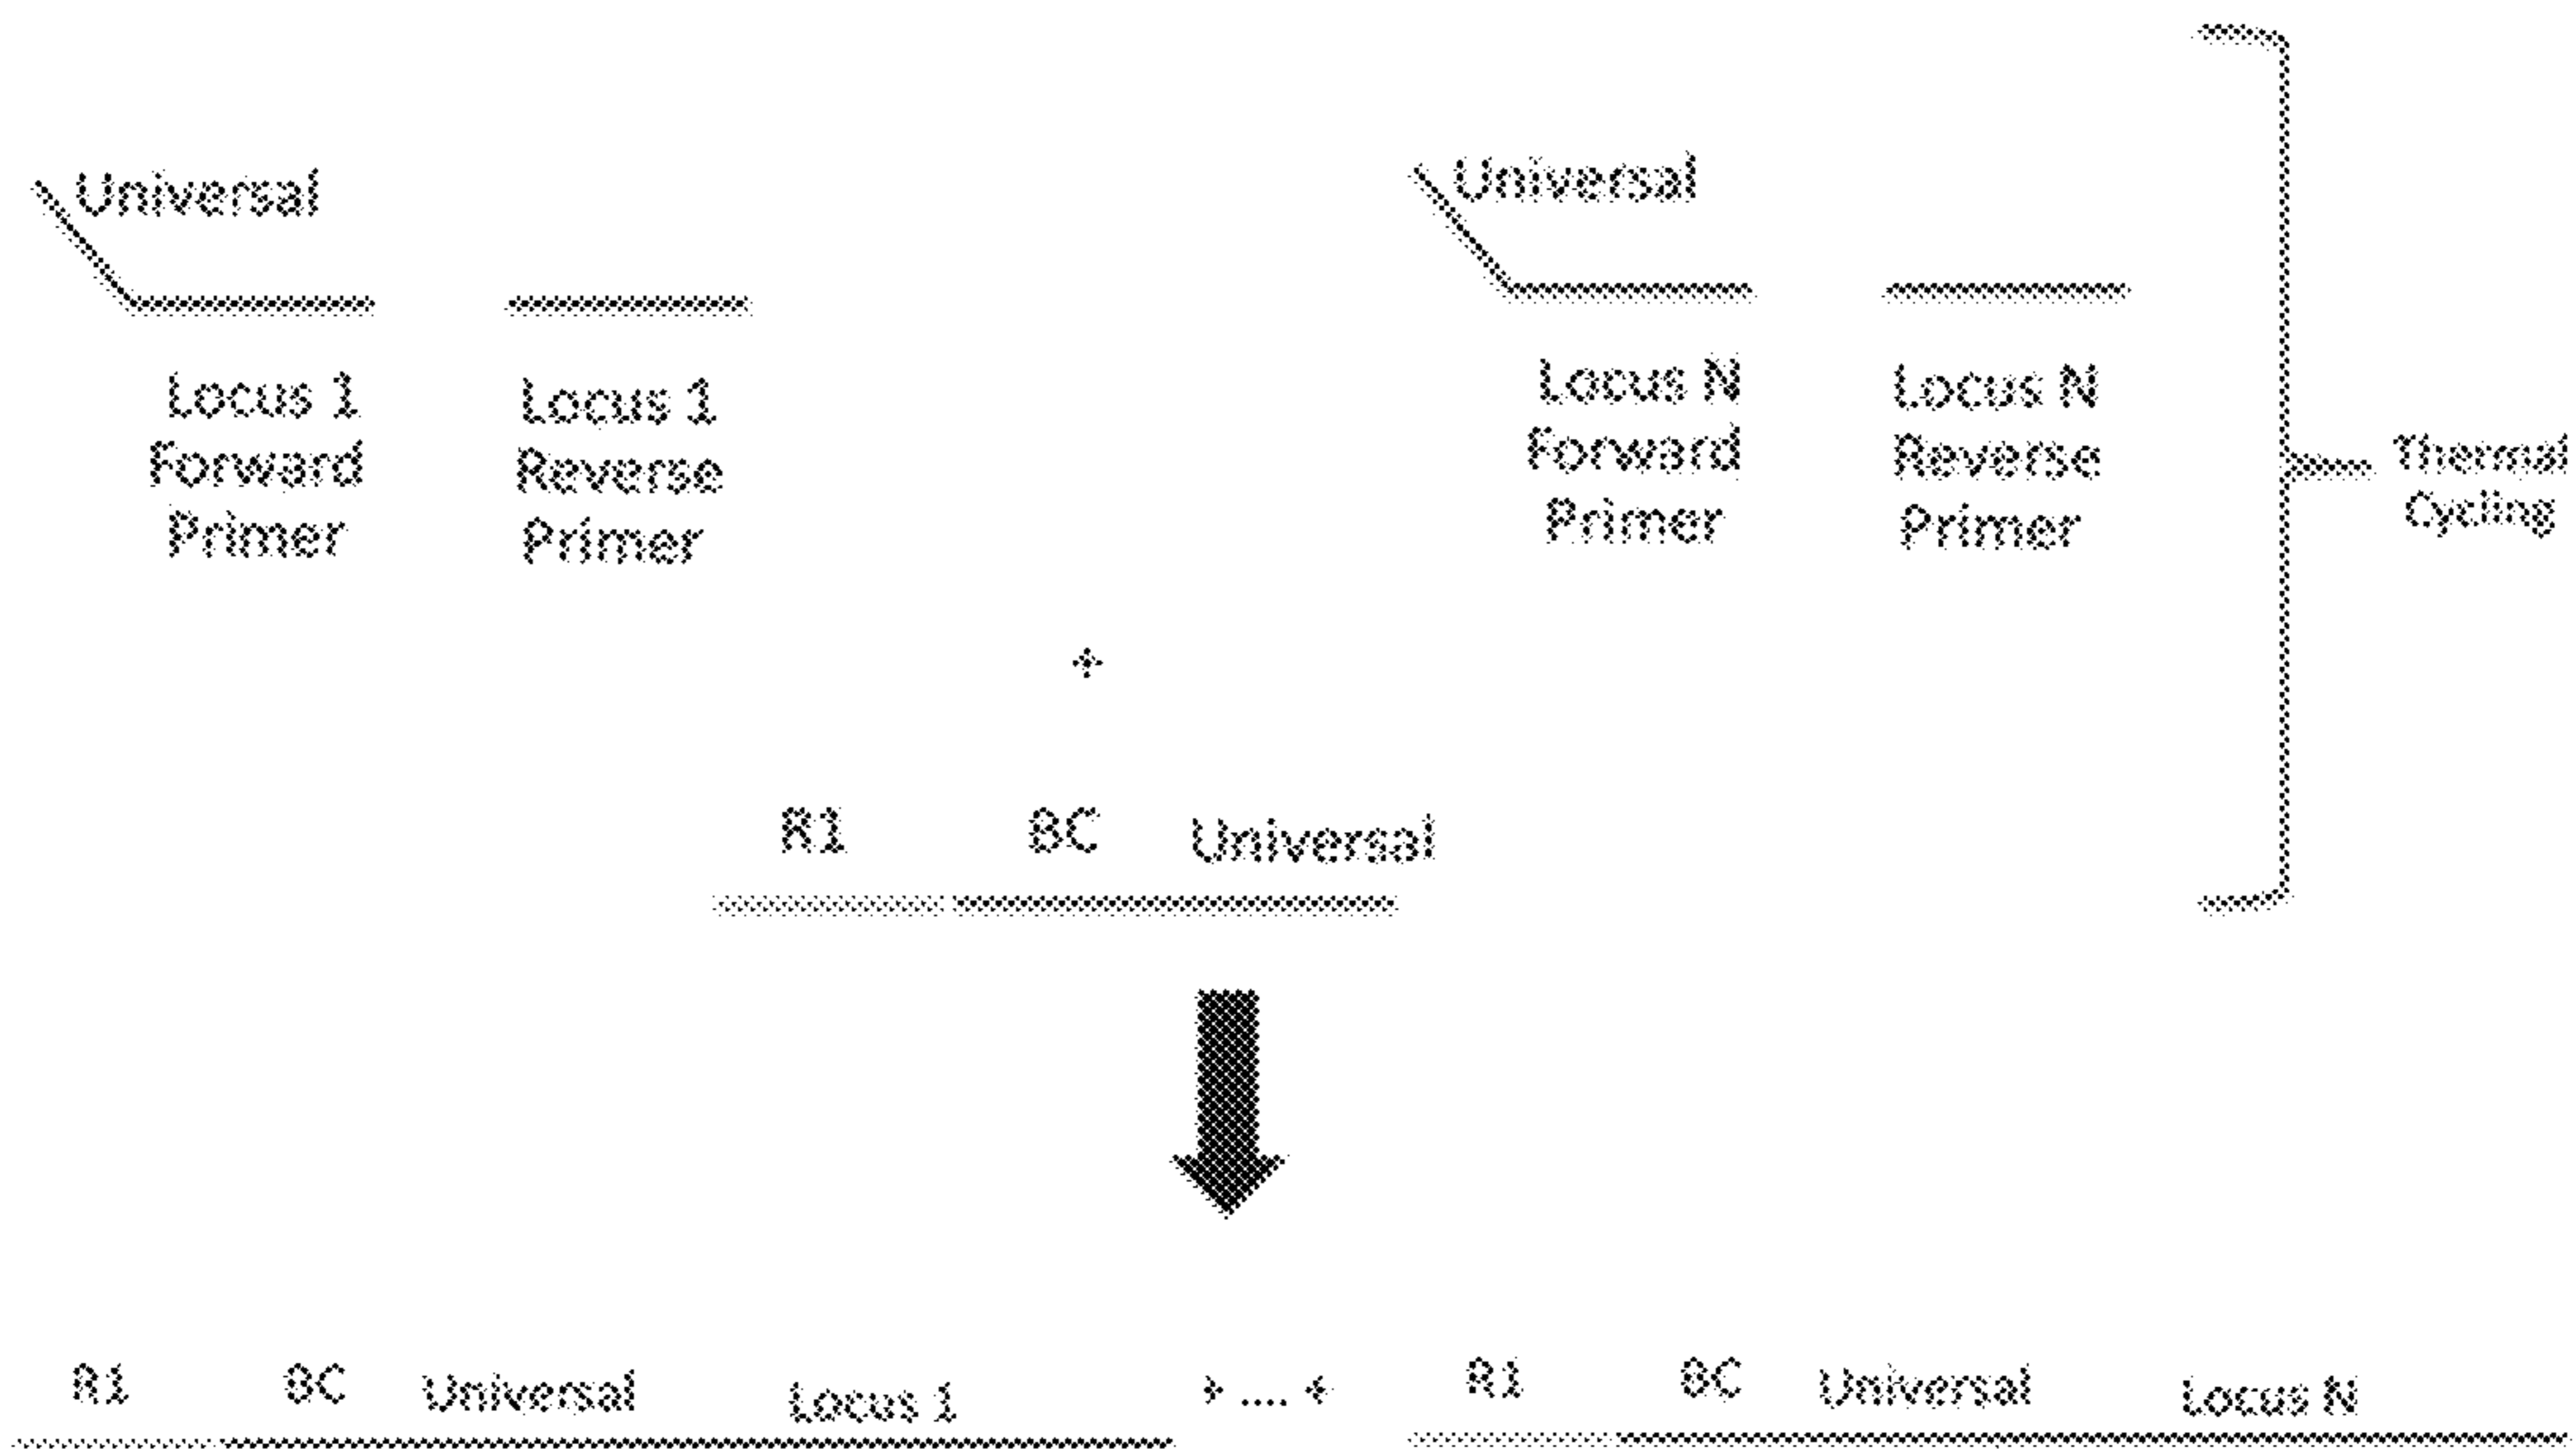 Universal
Universal
Locus 1
Forward
Primer
Locus 1
Reverse
Primer
Locus N
Forward
Primer
Locus N
Reverse
Primer
Thermal
Cycling
+
R1 BC Universal
R1 BC Universal Locus 1 + .... + R1 BC Universal Locus N